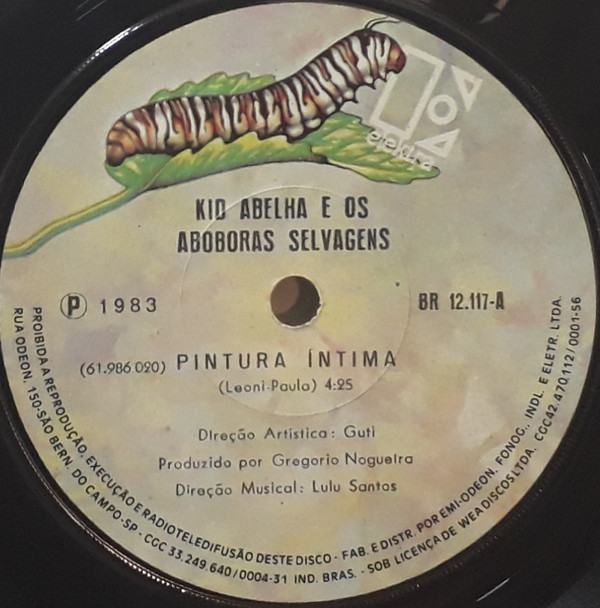 elektra
KID ABELHA E OS
ABOBORAS SELVAGENS
Ⓟ 1983
BR 12.117-A
(61.986 020) PINTURA ÍNTIMA
(Leoni-Paula) 4:25
Direção Artística: Guti
Produzido por Gregorio Nogueira
Direção Musical: Lulu Santos
PROIBIDA A REPRODUÇÃO, EXECUÇÃO E RADIOTELEDIFUSÃO DESTE DISCO - FAB. E DISTR. POR EMI-ODEON, FONOG., INDL. E ELETR. LTDA.
RUA ODEON, 150-SÃO BERN. DO CAMPO-SP - CGC 33.249.640/0004-31 IND. BRAS. - SOB LICENÇA DE WEA DISCOS LTDA. CGC42.470.112/0001-56